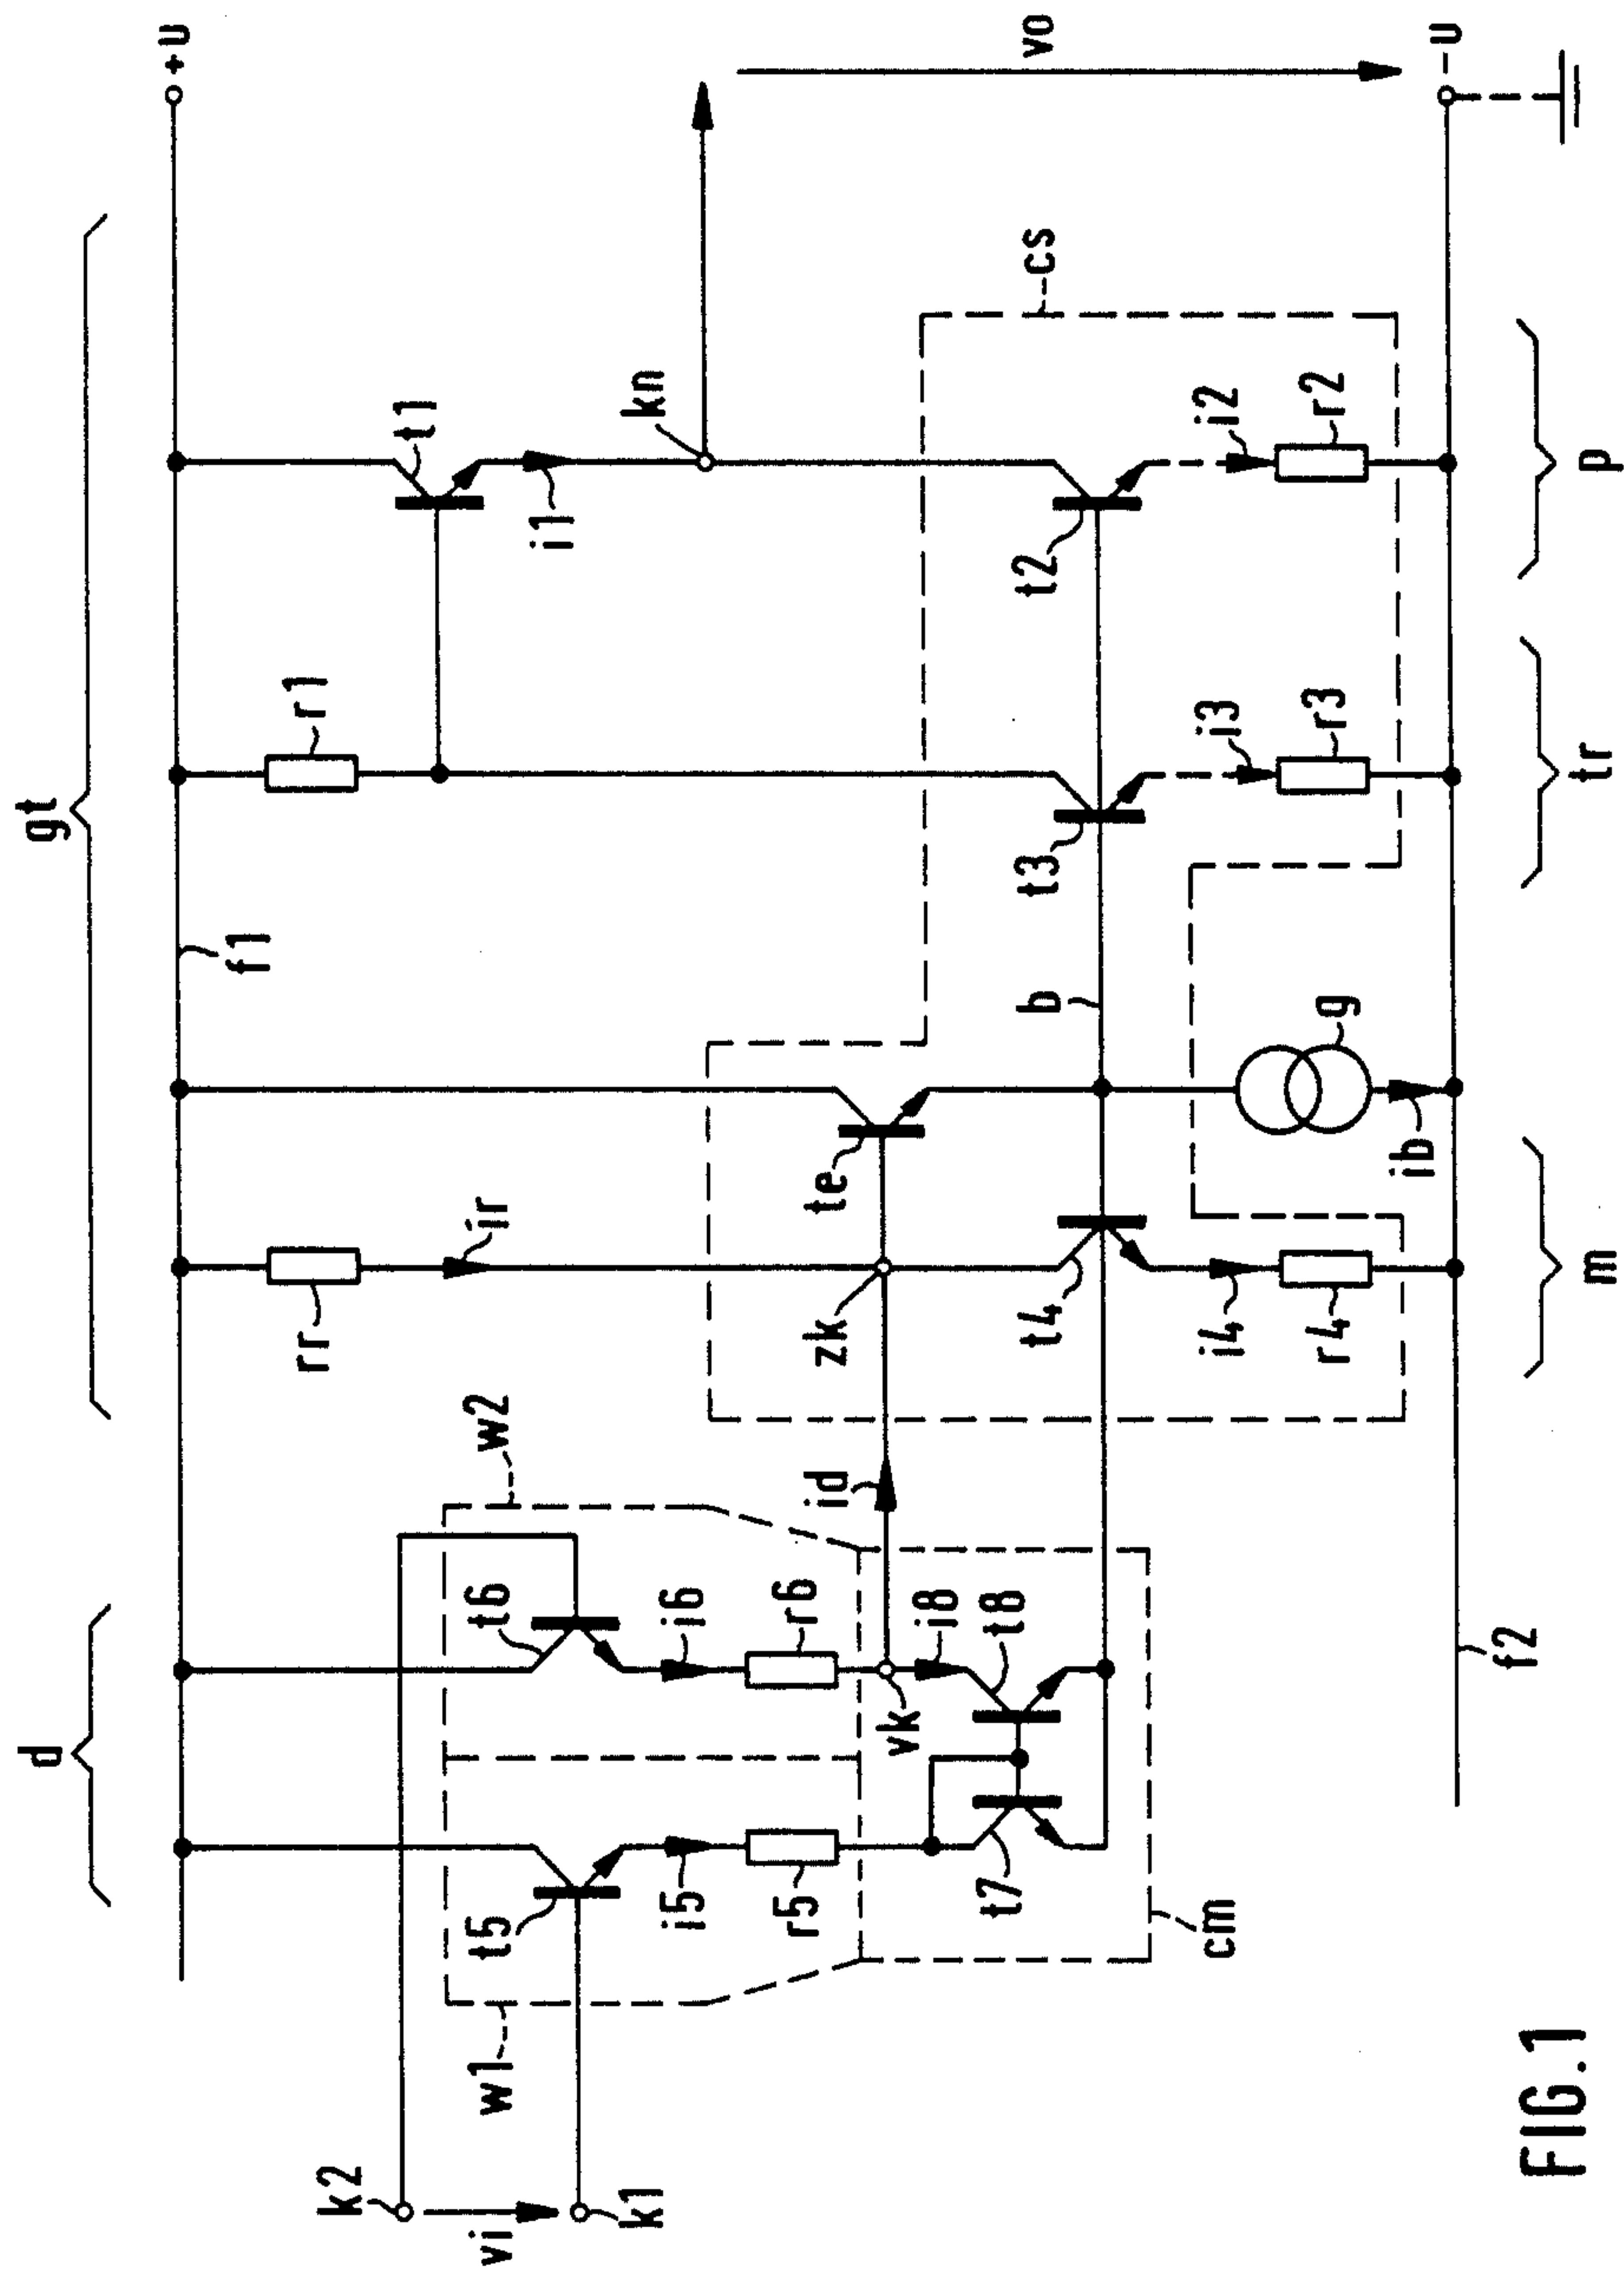 gt
d
+U
f1
r1
t1
rr
ir
w2
t6
i6
r6
k2
vi
k1
w1
t5
i5
r5
vk
i8
t8
t7
cm
id
zk
te
t4
i4
r4
b
g
ib
t3
i3
r3
i1
kn
t2
i2
r2
cs
vo
-U
f2
m
tr
p
FIG.1